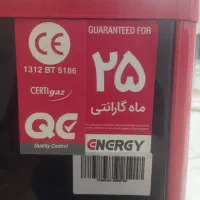 CE
1312 BT 5186
CERTIgaz
QC
Quality Control
GUARANTEED FOR
۲۵
ماه گارانتی
ENERGY